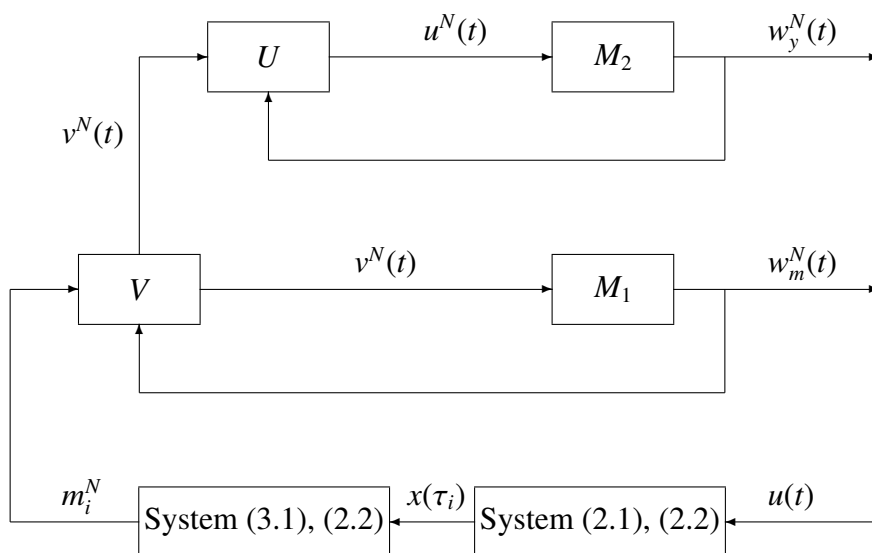 U
u^N(t)
M_2
w_y^N(t)
v^N(t)
V
v^N(t)
M_1
w_m^N(t)
m_i^N
System (3.1), (2.2)
x(τ_i)
System (2.1), (2.2)
u(t)